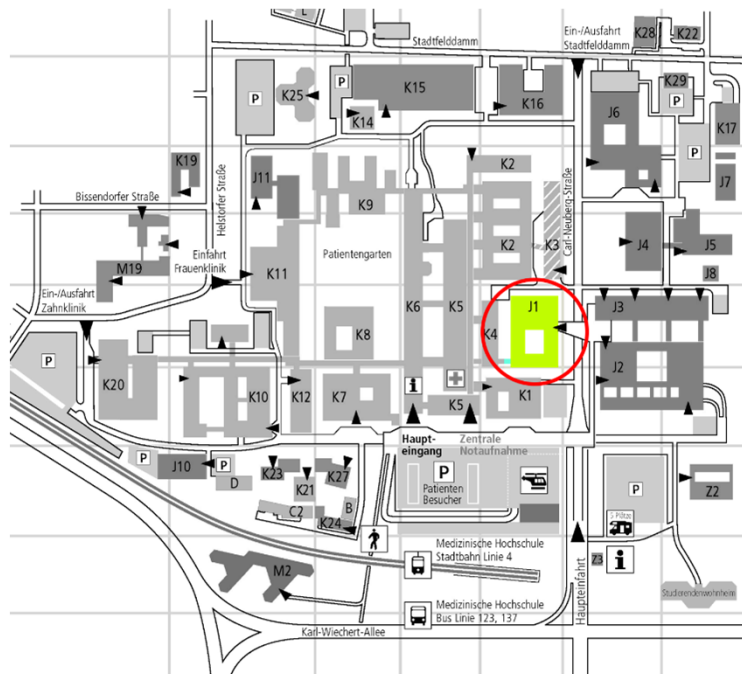 L
Stadtfelddamm
Ein-/Ausfahrt
Stadtfelddamm
K28
K22
P
K25
P
K15
K14
K16
K29
P
J6
K17
P
K19
J11
K2
K9
J7
Bissendorfer Straße
Helstorfer Straße
Patientengarten
Carl-Neuberg-Straße
K2
K3
J4
J5
J8
M19
Einfahrt
Frauenklinik
K11
Ein-/Ausfahrt
Zahnklinik
K6
K5
J1
J3
K8
K4
J2
P
K20
K10
K12
K7
i
K5
K1
Haupt-
eingang
Zentrale
Notaufnahme
P
J10
P
D
K23
K21
K27
C2
B
K24
P
Patienten
Besucher
P
Z2
5 Plätze
M2
Medizinische Hochschule
Stadtbahn Linie 4
Z3
i
Studierendenwohnheim
Medizinische Hochschule
Bus Linie 123, 137
Haupteinfahrt
Karl-Wiechert-Allee